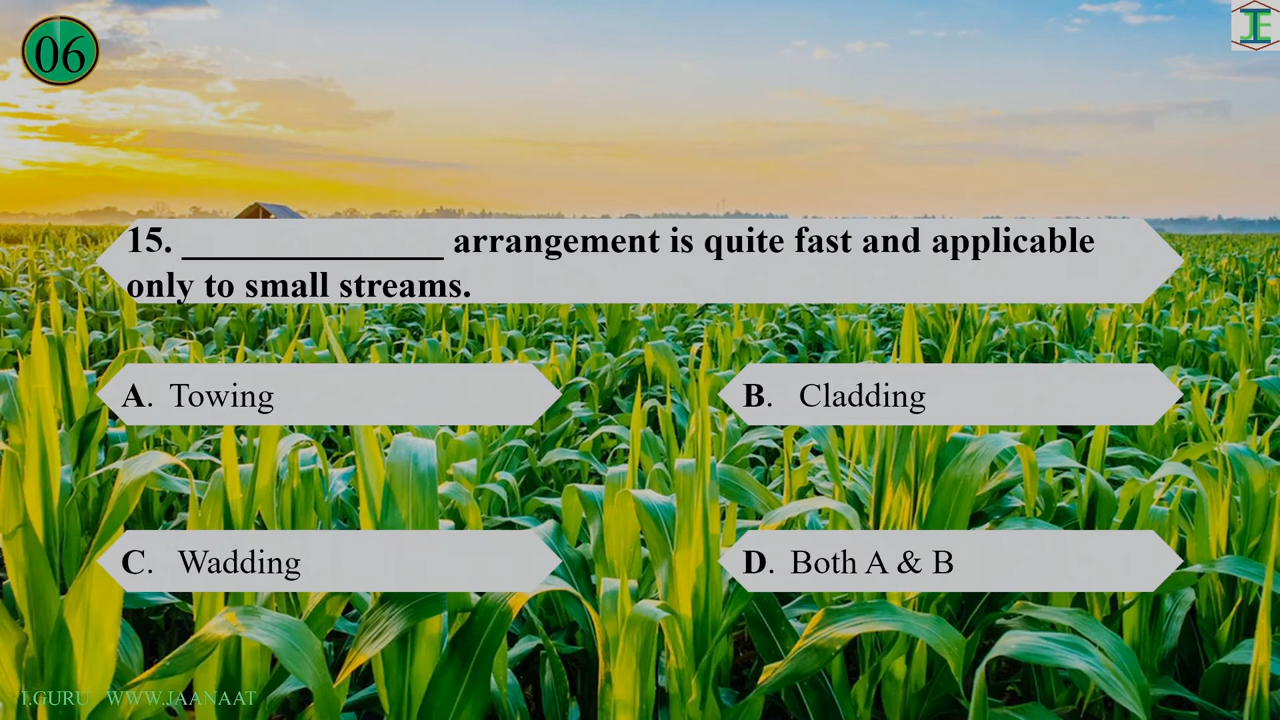 06
JE
15. ______________ arrangement is quite fast and applicable
only to small streams.
A. Towing
B. Cladding
C. Wadding
D. Both A & B
I.GURU WWW.JAANAAT